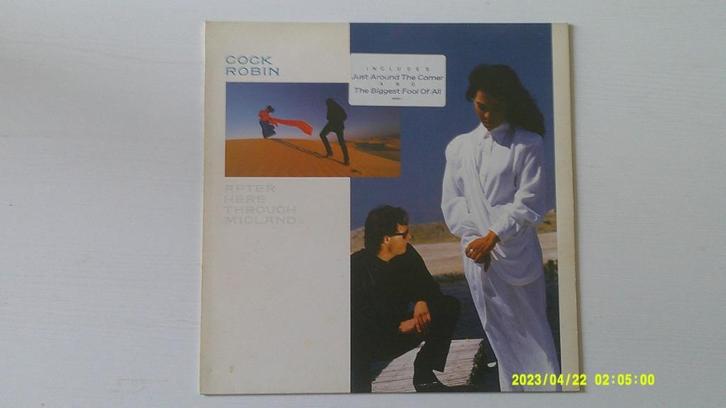 COCK
ROBIN
INCLUDES
Just Around The Corner
AND
The Biggest Fool Of All
AFTER
HERE
THROUGH
MIDLAND
2023/04/22 02:05:00